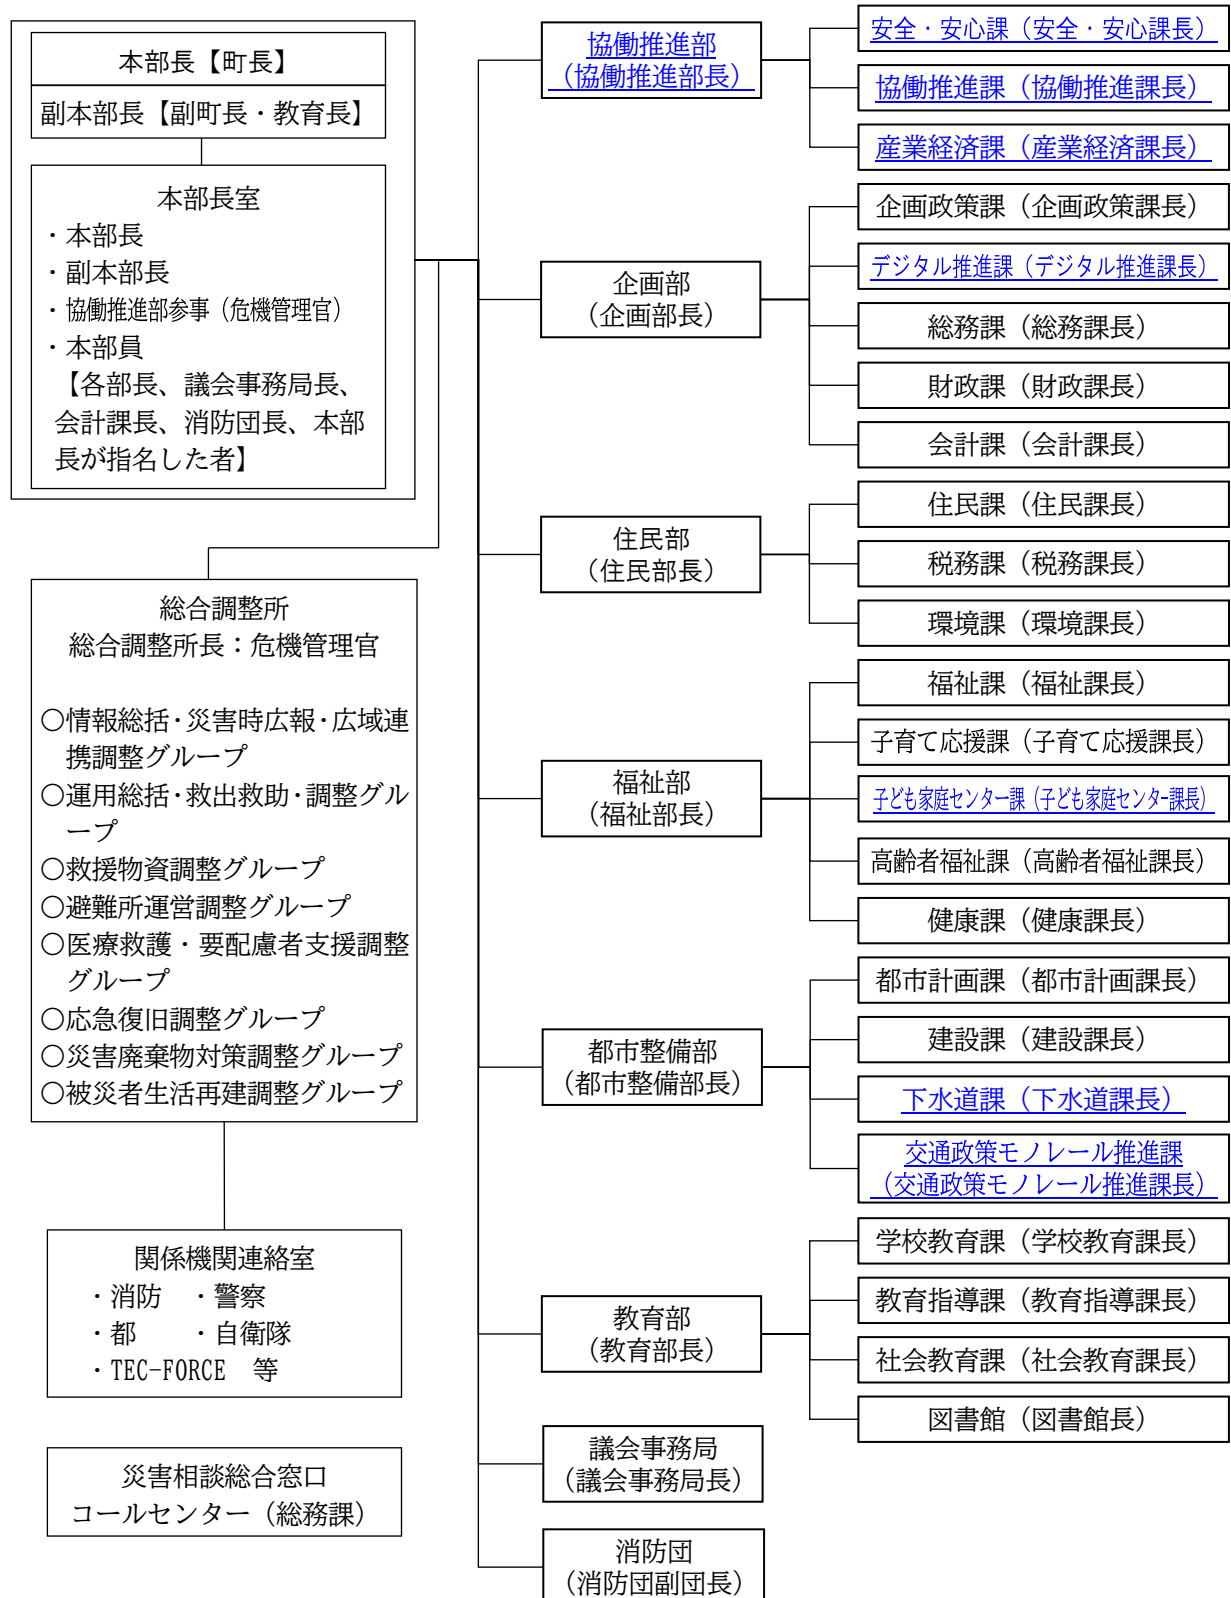 本部長【町長】
副本部長【副町長・教育長】
本部長室
・本部長
・副本部長
・協働推進部参事（危機管理官）
・本部員
【各部長、議会事務局長、
会計課長、消防団長、本部
長が指名した者】
総合調整所
総合調整所長：危機管理官
○情報総括・災害時広報・広域連
携調整グループ
○運用総括・救出救助・調整グル
ープ
○救援物資調整グループ
○避難所運営調整グループ
○医療救護・要配慮者支援調整
グループ
○応急復旧調整グループ
○災害廃棄物対策調整グループ
○被災者生活再建調整グループ
関係機関連絡室
・消防　・警察
・都　　・自衛隊
・TEC-FORCE　等
災害相談総合窓口
コールセンター（総務課）
協働推進部
（協働推進部長）
安全・安心課（安全・安心課長）
協働推進課（協働推進課長）
産業経済課（産業経済課長）
企画部
（企画部長）
企画政策課（企画政策課長）
デジタル推進課（デジタル推進課長）
総務課（総務課長）
財政課（財政課長）
会計課（会計課長）
住民部
（住民部長）
住民課（住民課長）
税務課（税務課長）
環境課（環境課長）
福祉部
（福祉部長）
福祉課（福祉課長）
子育て応援課（子育て応援課長）
子ども家庭センター課（子ども家庭センター課長）
高齢者福祉課（高齢者福祉課長）
健康課（健康課長）
都市整備部
（都市整備部長）
都市計画課（都市計画課長）
建設課（建設課長）
下水道課（下水道課長）
交通政策モノレール推進課
（交通政策モノレール推進課長）
教育部
（教育部長）
学校教育課（学校教育課長）
教育指導課（教育指導課長）
社会教育課（社会教育課長）
図書館（図書館長）
議会事務局
（議会事務局長）
消防団
（消防団副団長）